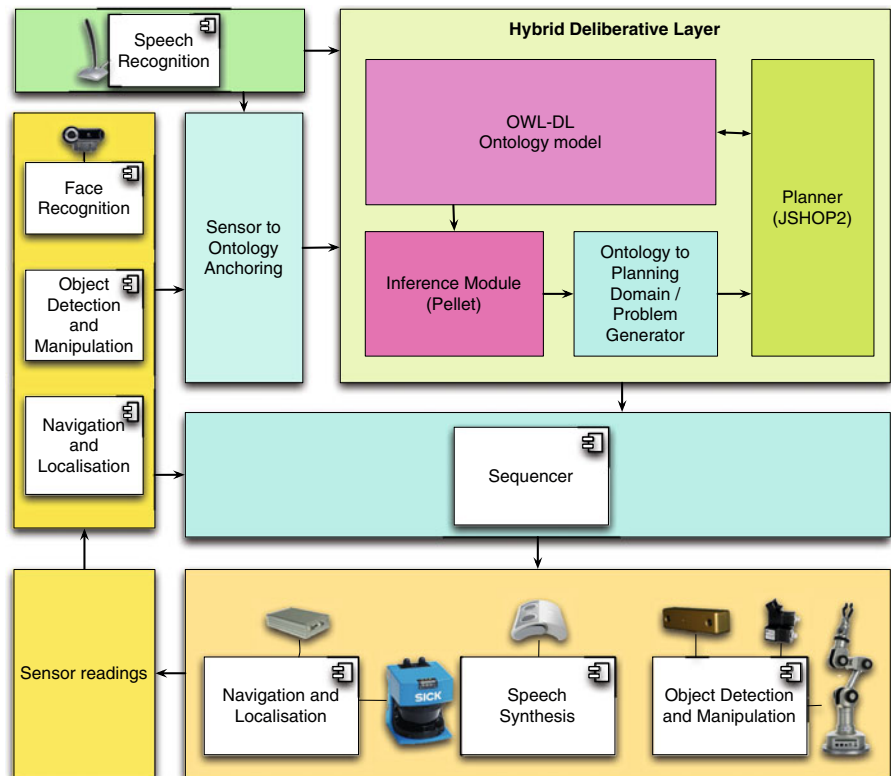 Speech
Recognition
Hybrid Deliberative Layer
OWL-DL
Ontology model
Planner
(JSHOP2)
Inference Module
(Pellet)
Ontology to
Planning
Domain /
Problem
Generator
Face
Recognition
Object
Detection
and
Manipulation
Navigation
and
Localisation
Sensor to
Ontology
Anchoring
Sequencer
Sensor readings
Navigation and
Localisation
SICK
Speech
Synthesis
Object Detection
and Manipulation